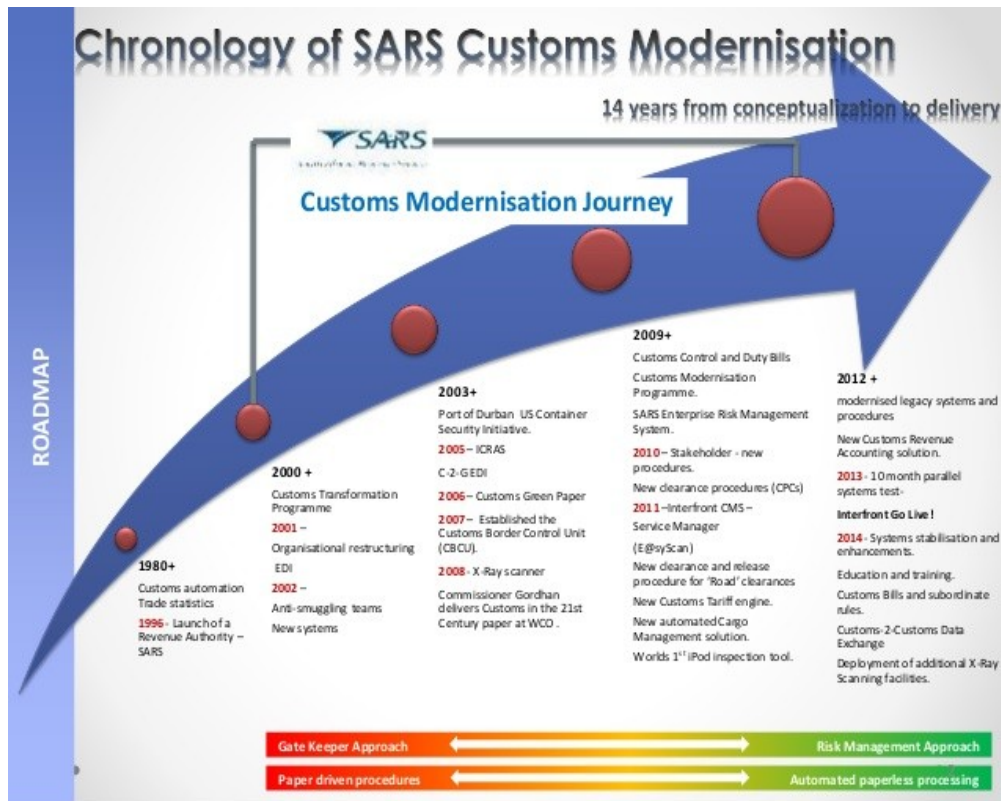 Chronology of SARS Customs Modernisation
14 years from conceptualization to delivery
SARS
Customs Modernisation Journey
ROADMAP
1980+
Customs automation
Trade statistics
1996- Launch of a
Revenue Authority –
SARS
2000 +
Customs Transformation
Programme
2001 –
Organisational restructuring
EDI
2002 –
Anti-smuggling teams
New systems
2003+
Port of Durban US Container
Security Initiative.
2005 – ICRAS
C-2-GEDI
2006 – Customs Green Paper
2007 – Established the
Customs Border Control Unit
(CBCU).
2008 - X-Ray scanner
Commissioner Gordhan
delivers Customs in the 21st
Century paper at WCO .
2009+
Customs Control and Duty Bills
Customs Modernisation
Programme.
SARS Enterprise Risk Management
System.
2010 – Stakeholder - new
procedures.
New clearance procedures (CPCs)
2011 –Interfront CMS –
Service Manager
(E@syScan)
New clearance and release
procedure for 'Road' clearances
New Customs Tariff engine.
New automated Cargo
Management solution.
Worlds 1st iPod inspection tool.
2012 +
modernised legacy systems and
procedures
New Customs Revenue
Accounting solution.
2013 - 10 month parallel
systems test-
Interfront Go Live !
2014 - Systems stabilisation and
enhancements.
Education and training.
Customs Bills and subordinate
rules.
Customs-2-Customs Data
Exchange
Deployment of additional X-Ray
Scanning facilities.
Gate Keeper Approach
Risk Management Approach
Paper driven procedures
Automated paperless processing